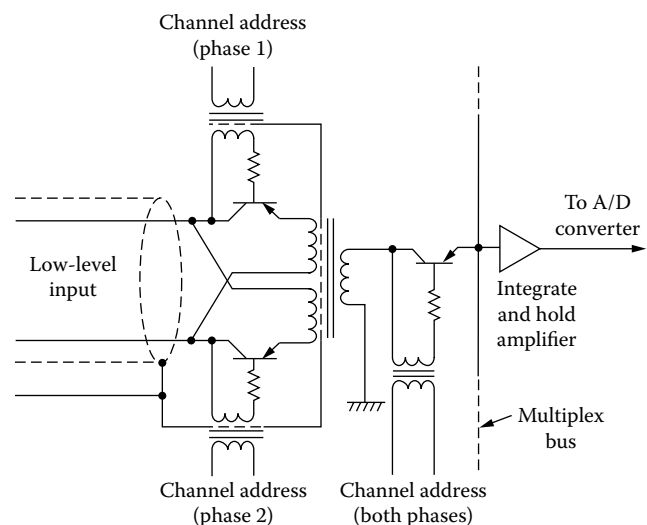 Channel address
(phase 1)
To A/D
converter
Low-level
input
Integrate
and hold
amplifier
Multiplex
bus
Channel address
(phase 2)
Channel address
(both phases)